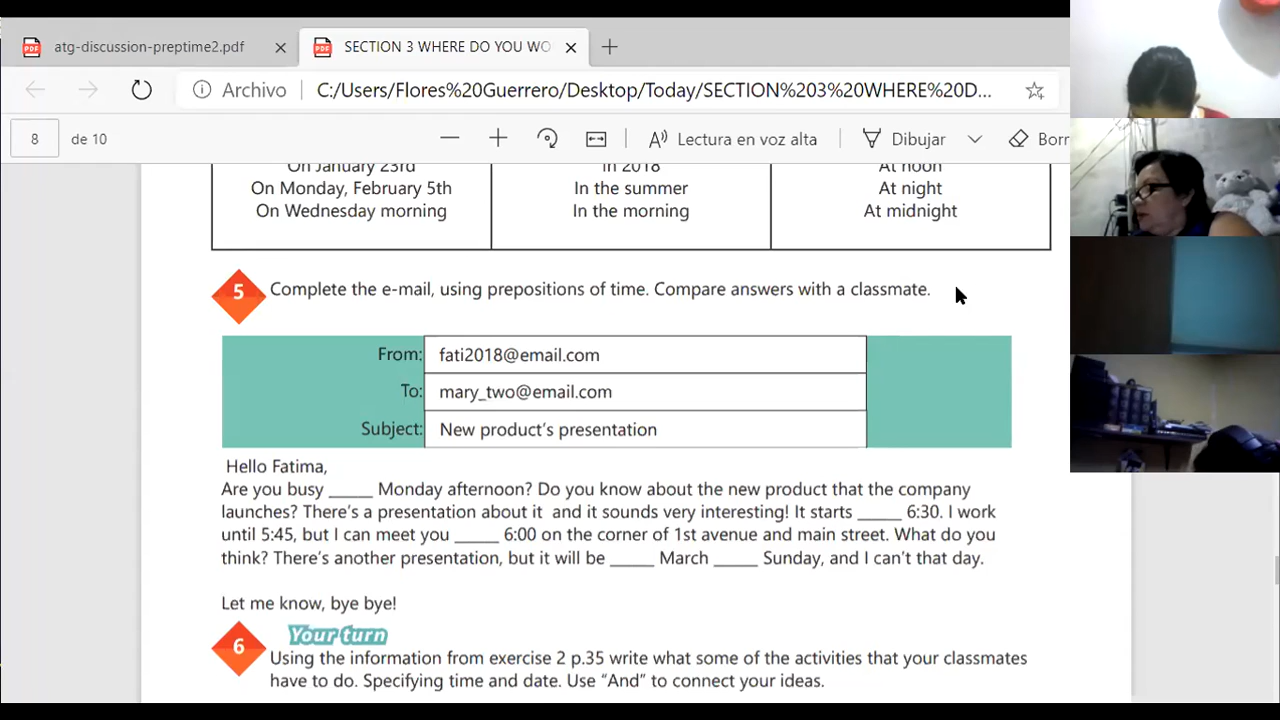 atg-discussion-preptime2.pdf
SECTION 3 WHERE DO YOU WO
Archivo
C:/Users/Flores%20Guerrero/Desktop/Today/SECTION%203%20WHERE%20D...
8
de 10
Lectura en voz alta
Dibujar
Borr
On January 23rd
In 2018
At noon
On Monday, February 5th
In the summer
At night
On Wednesday morning
In the morning
At midnight
5
Complete the e-mail, using prepositions of time. Compare answers with a classmate.
From:
fati2018@email.com
To:
mary_two@email.com
Subject:
New product's presentation
Hello Fatima,
Are you busy _____ Monday afternoon? Do you know about the new product that the company
launches? There's a presentation about it and it sounds very interesting! It starts _____ 6:30. I work
until 5:45, but I can meet you _____ 6:00 on the corner of 1st avenue and main street. What do you
think? There's another presentation, but it will be _____ March _____ Sunday, and I can't that day.
Let me know, bye bye!
Your turn
6
Using the information from exercise 2 p.35 write what some of the activities that your classmates
have to do. Specifying time and date. Use “And” to connect your ideas.